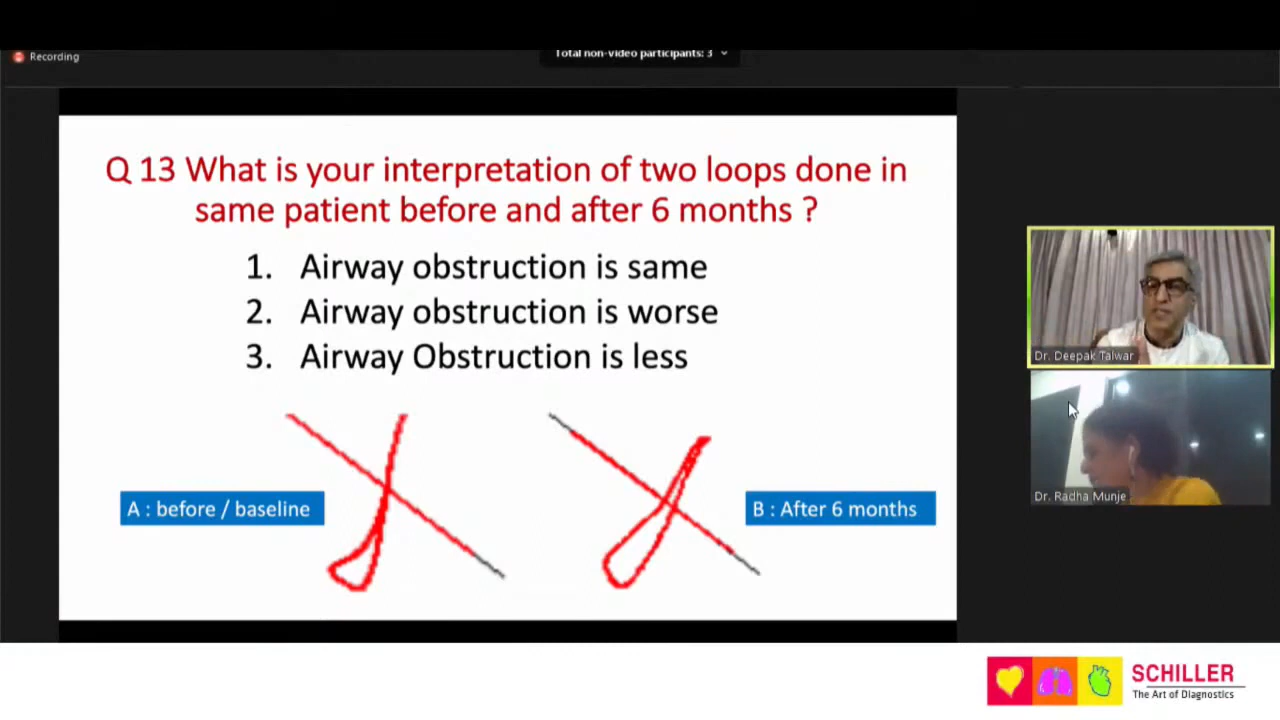 Recording
Total non-video participants: 3
Q 13 What is your interpretation of two loops done in
same patient before and after 6 months ?
1. Airway obstruction is same
2. Airway obstruction is worse
3. Airway Obstruction is less
A : before / baseline
B : After 6 months
Dr. Deepak Talwar
Dr. Radha Munje
SCHILLER
The Art of Diagnostics